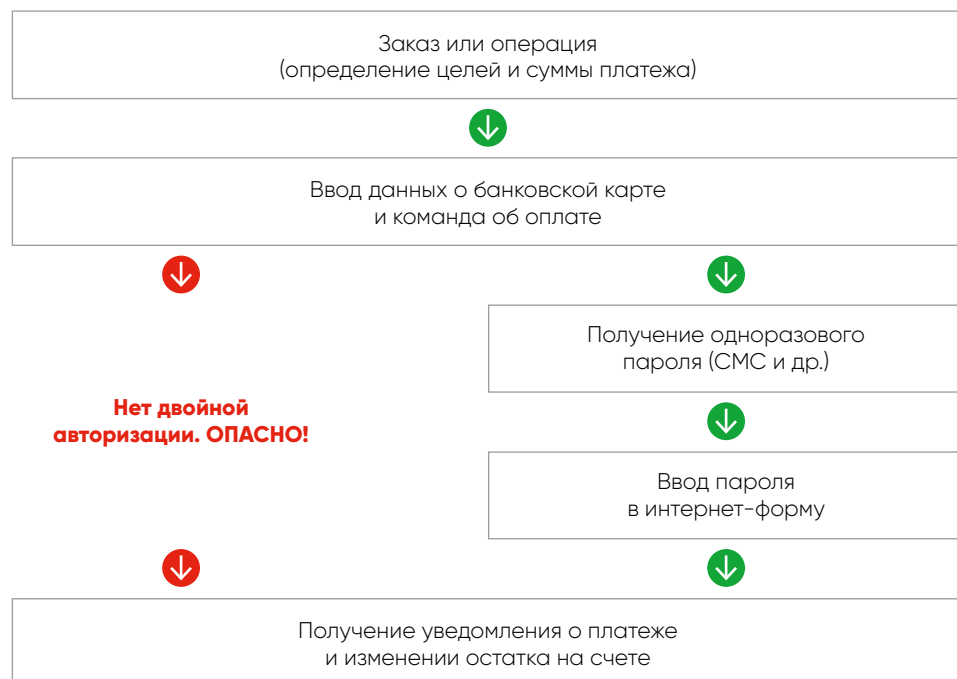 Заказ или операция
(определение целей и суммы платежа)
Ввод данных о банковской карте
и команда об оплате
Получение одноразового
пароля (СМС и др.)
Нет двойной
авторизации. ОПАСНО!
Ввод пароля
в интернет-форму
Получение уведомления о платеже
и изменении остатка на счете